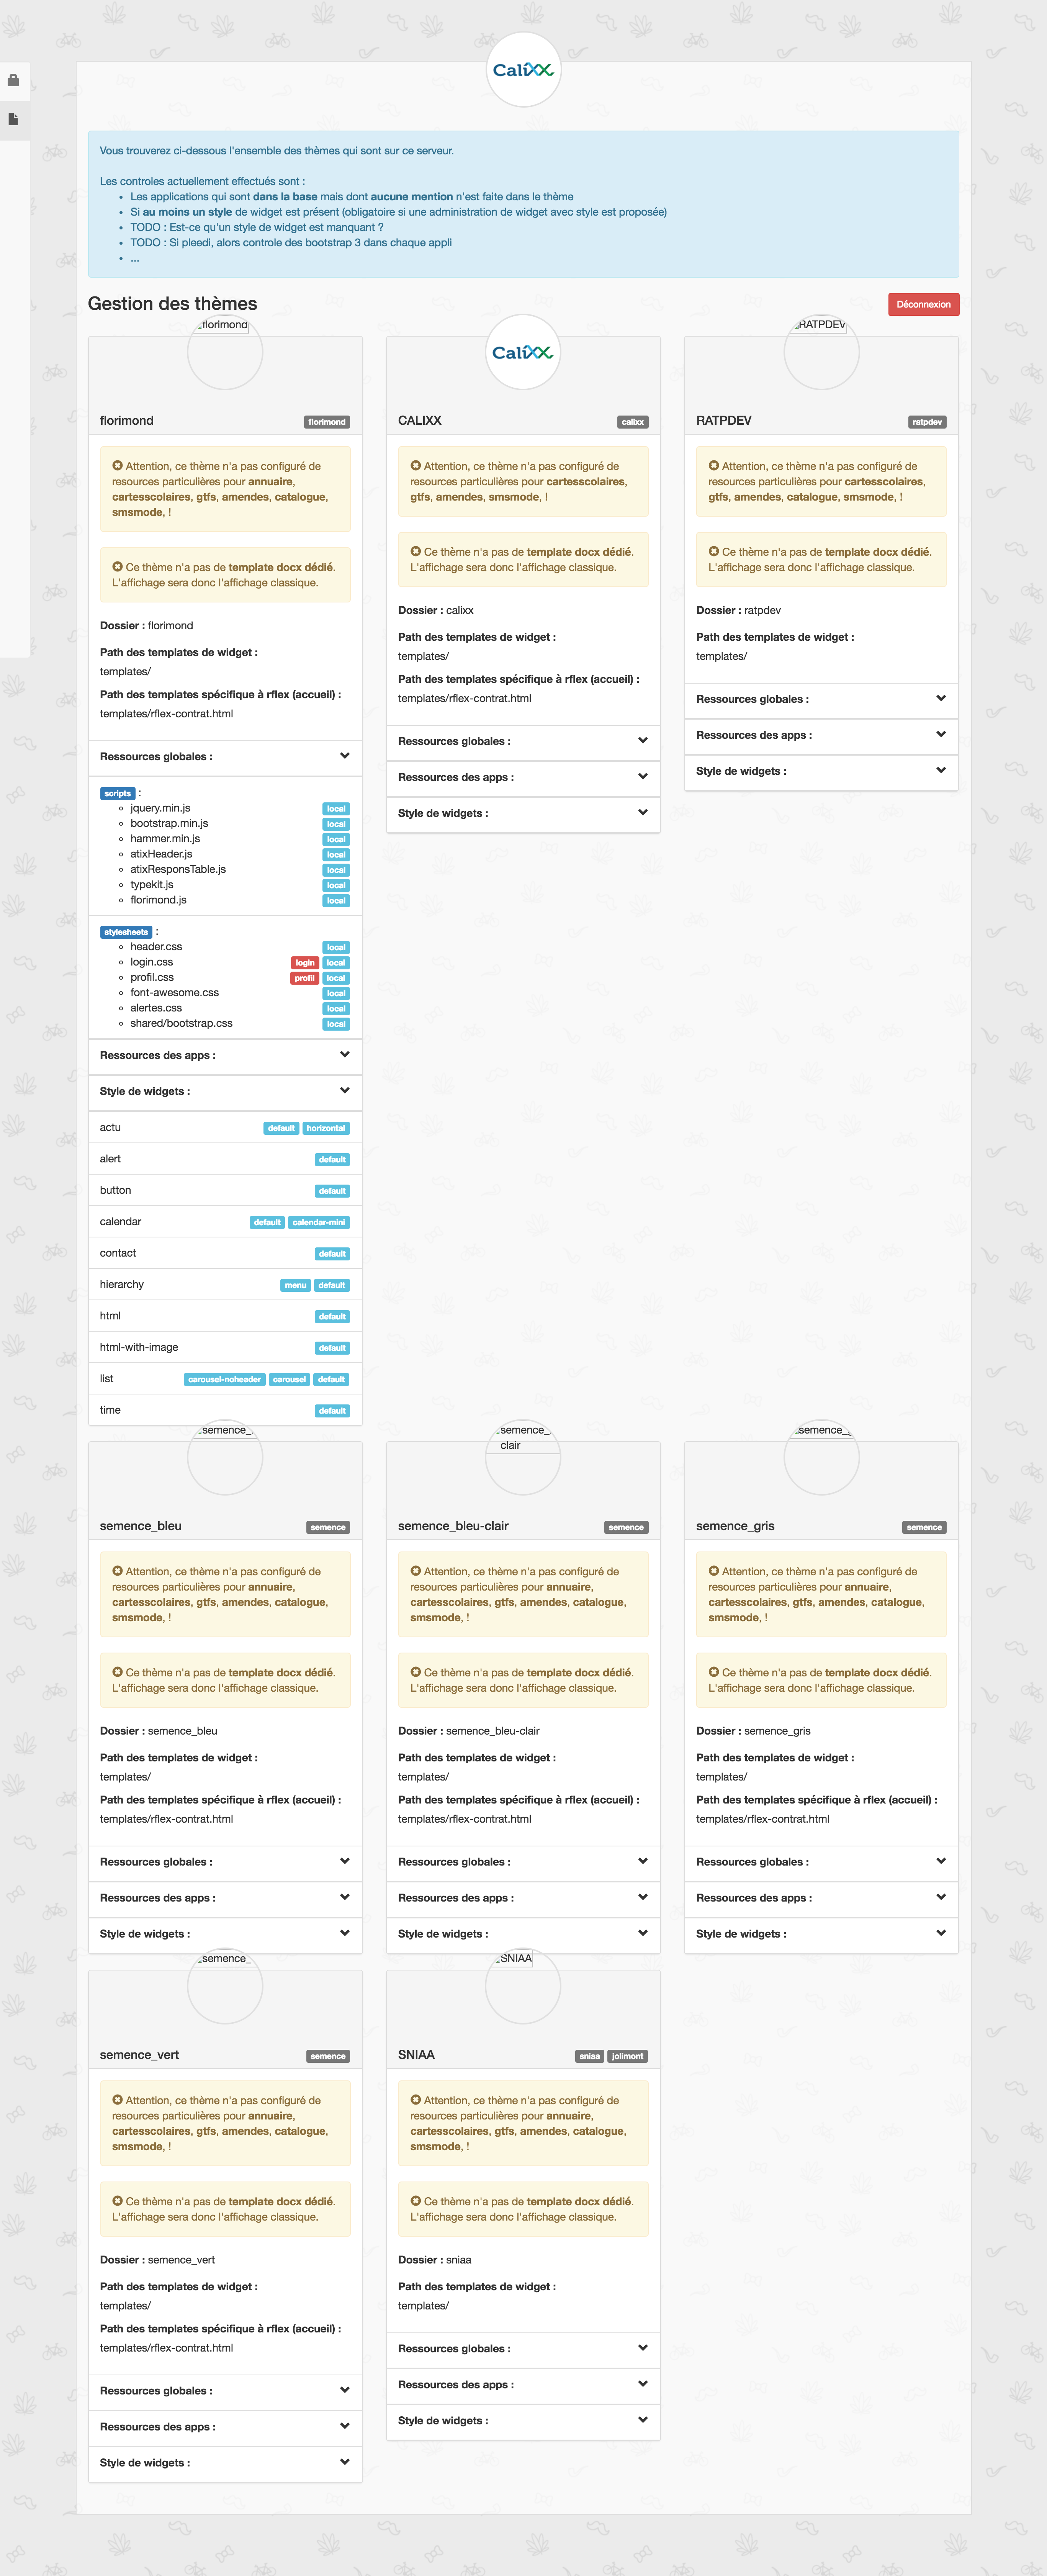 Calixx
Vous trouverez ci-dessous l'ensemble des thèmes qui sont sur ce serveur.
Les controles actuellement effectués sont :
Les applications qui sont dans la base mais dont aucune mention n'est faite dans le thème
Si au moins un style de widget est présent (obligatoire si une administration de widget avec style est proposée)
TODO : Est-ce qu'un style de widget est manquant ?
TODO : Si pleedi, alors controle des bootstrap 3 dans chaque appli
...
Gestion des thèmes
Déconnexion
florimond
florimond
florimond
Attention, ce thème n'a pas configuré de
resources particulières pour annuaire,
cartesscolaires, gtfs, amendes, catalogue,
smsmode, !
Ce thème n'a pas de template docx dédié.
L'affichage sera donc l'affichage classique.
Dossier : florimond
Path des templates de widget :
templates/
Path des templates spécifique à rflex (accueil) :
templates/rflex-contrat.html
Ressources globales :
scripts :
jquery.min.js local
bootstrap.min.js local
hammer.min.js local
atixHeader.js local
atixResponsTable.js local
typekit.js local
florimond.js local
stylesheets :
header.css local
login.css login local
profil.css profil local
font-awesome.css local
alertes.css local
shared/bootstrap.css local
Ressources des apps :
Style de widgets :
actu default horizontal
alert default
button default
calendar default calendar-mini
contact default
hierarchy menu default
html default
html-with-image default
list carousel-noheader carousel default
time default
Calixx
CALIXX
calixx
Attention, ce thème n'a pas configuré de
resources particulières pour cartesscolaires,
gtfs, amendes, smsmode, !
Ce thème n'a pas de template docx dédié.
L'affichage sera donc l'affichage classique.
Dossier : calixx
Path des templates de widget :
templates/
Path des templates spécifique à rflex (accueil) :
templates/rflex-contrat.html
Ressources globales :
Ressources des apps :
Style de widgets :
RATPDEV
RATPDEV
ratpdev
Attention, ce thème n'a pas configuré de
resources particulières pour cartesscolaires,
gtfs, amendes, catalogue, smsmode, !
Ce thème n'a pas de template docx dédié.
L'affichage sera donc l'affichage classique.
Dossier : ratpdev
Path des templates de widget :
templates/
Ressources globales :
Ressources des apps :
Style de widgets :
semence_
semence_bleu
semence
Attention, ce thème n'a pas configuré de
resources particulières pour annuaire,
cartesscolaires, gtfs, amendes, catalogue,
smsmode, !
Ce thème n'a pas de template docx dédié.
L'affichage sera donc l'affichage classique.
Dossier : semence_bleu
Path des templates de widget :
templates/
Path des templates spécifique à rflex (accueil) :
templates/rflex-contrat.html
Ressources globales :
Ressources des apps :
Style de widgets :
semence_
clair
semence_bleu-clair
semence
Attention, ce thème n'a pas configuré de
resources particulières pour annuaire,
cartesscolaires, gtfs, amendes, catalogue,
smsmode, !
Ce thème n'a pas de template docx dédié.
L'affichage sera donc l'affichage classique.
Dossier : semence_bleu-clair
Path des templates de widget :
templates/
Path des templates spécifique à rflex (accueil) :
templates/rflex-contrat.html
Ressources globales :
Ressources des apps :
Style de widgets :
semence_g
semence_gris
semence
Attention, ce thème n'a pas configuré de
resources particulières pour annuaire,
cartesscolaires, gtfs, amendes, catalogue,
smsmode, !
Ce thème n'a pas de template docx dédié.
L'affichage sera donc l'affichage classique.
Dossier : semence_gris
Path des templates de widget :
templates/
Path des templates spécifique à rflex (accueil) :
templates/rflex-contrat.html
Ressources globales :
Ressources des apps :
Style de widgets :
semence_
semence_vert
semence
Attention, ce thème n'a pas configuré de
resources particulières pour annuaire,
cartesscolaires, gtfs, amendes, catalogue,
smsmode, !
Ce thème n'a pas de template docx dédié.
L'affichage sera donc l'affichage classique.
Dossier : semence_vert
Path des templates de widget :
templates/
Path des templates spécifique à rflex (accueil) :
templates/rflex-contrat.html
Ressources globales :
Ressources des apps :
Style de widgets :
SNIAA
SNIAA
sniaa jolimont
Attention, ce thème n'a pas configuré de
resources particulières pour annuaire,
cartesscolaires, gtfs, amendes, catalogue,
smsmode, !
Ce thème n'a pas de template docx dédié.
L'affichage sera donc l'affichage classique.
Dossier : sniaa
Path des templates de widget :
templates/
Ressources globales :
Ressources des apps :
Style de widgets :